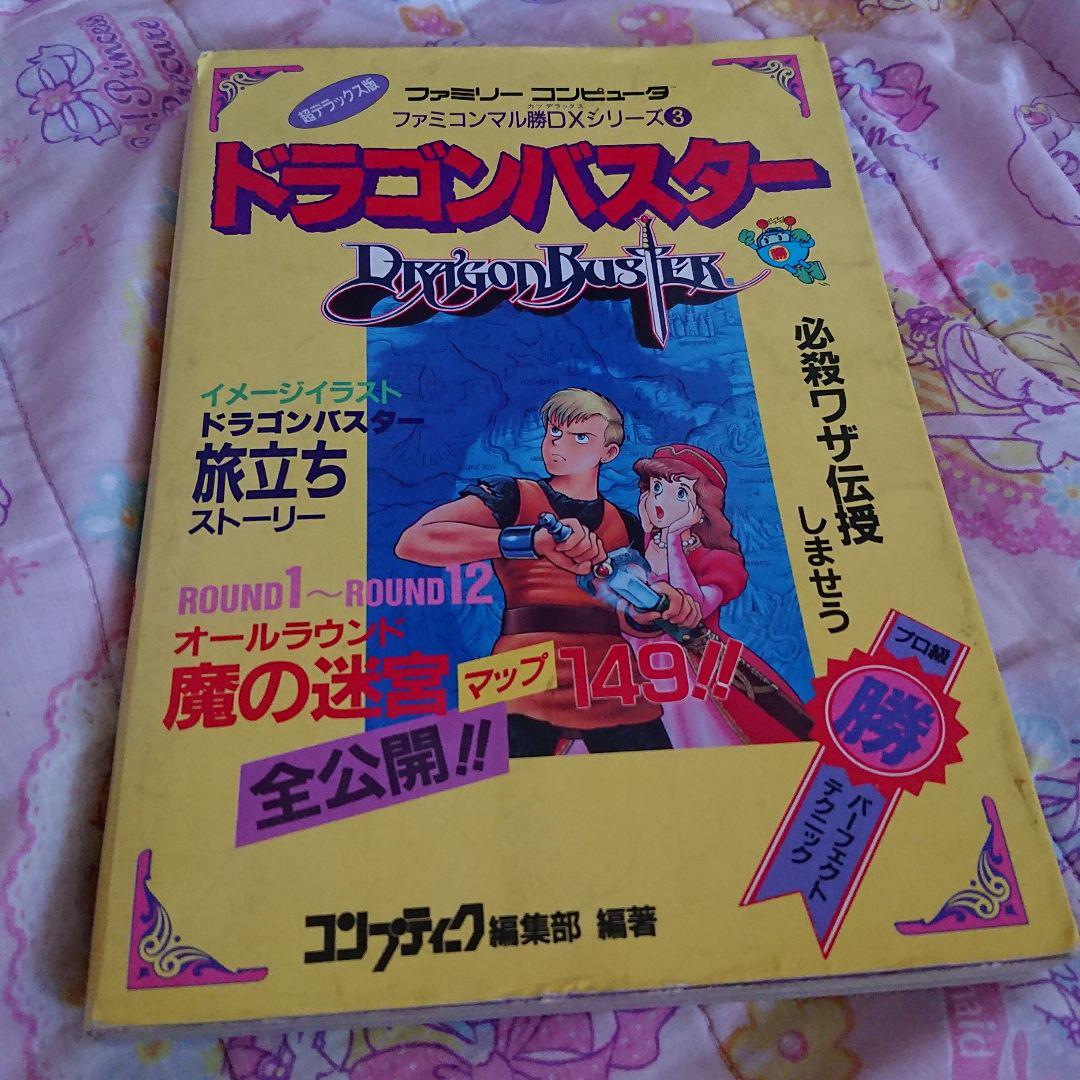 超デラックス版
ファミリー コンピュータ™
カツ デラックス
ファミコンマル勝DXシリーズ③
ドラゴンバスター
DRAGON BUSTER
イメージイラスト
ドラゴンバスター
旅立ち
ストーリー
必殺ワザ伝授
しませう
ROUND1〜ROUND12
オールラウンド
魔の迷宮 マップ 149!!
全公開!!
プロ級
勝
パーフェクト
テクニック
コンプティーク編集部 編著
Princess